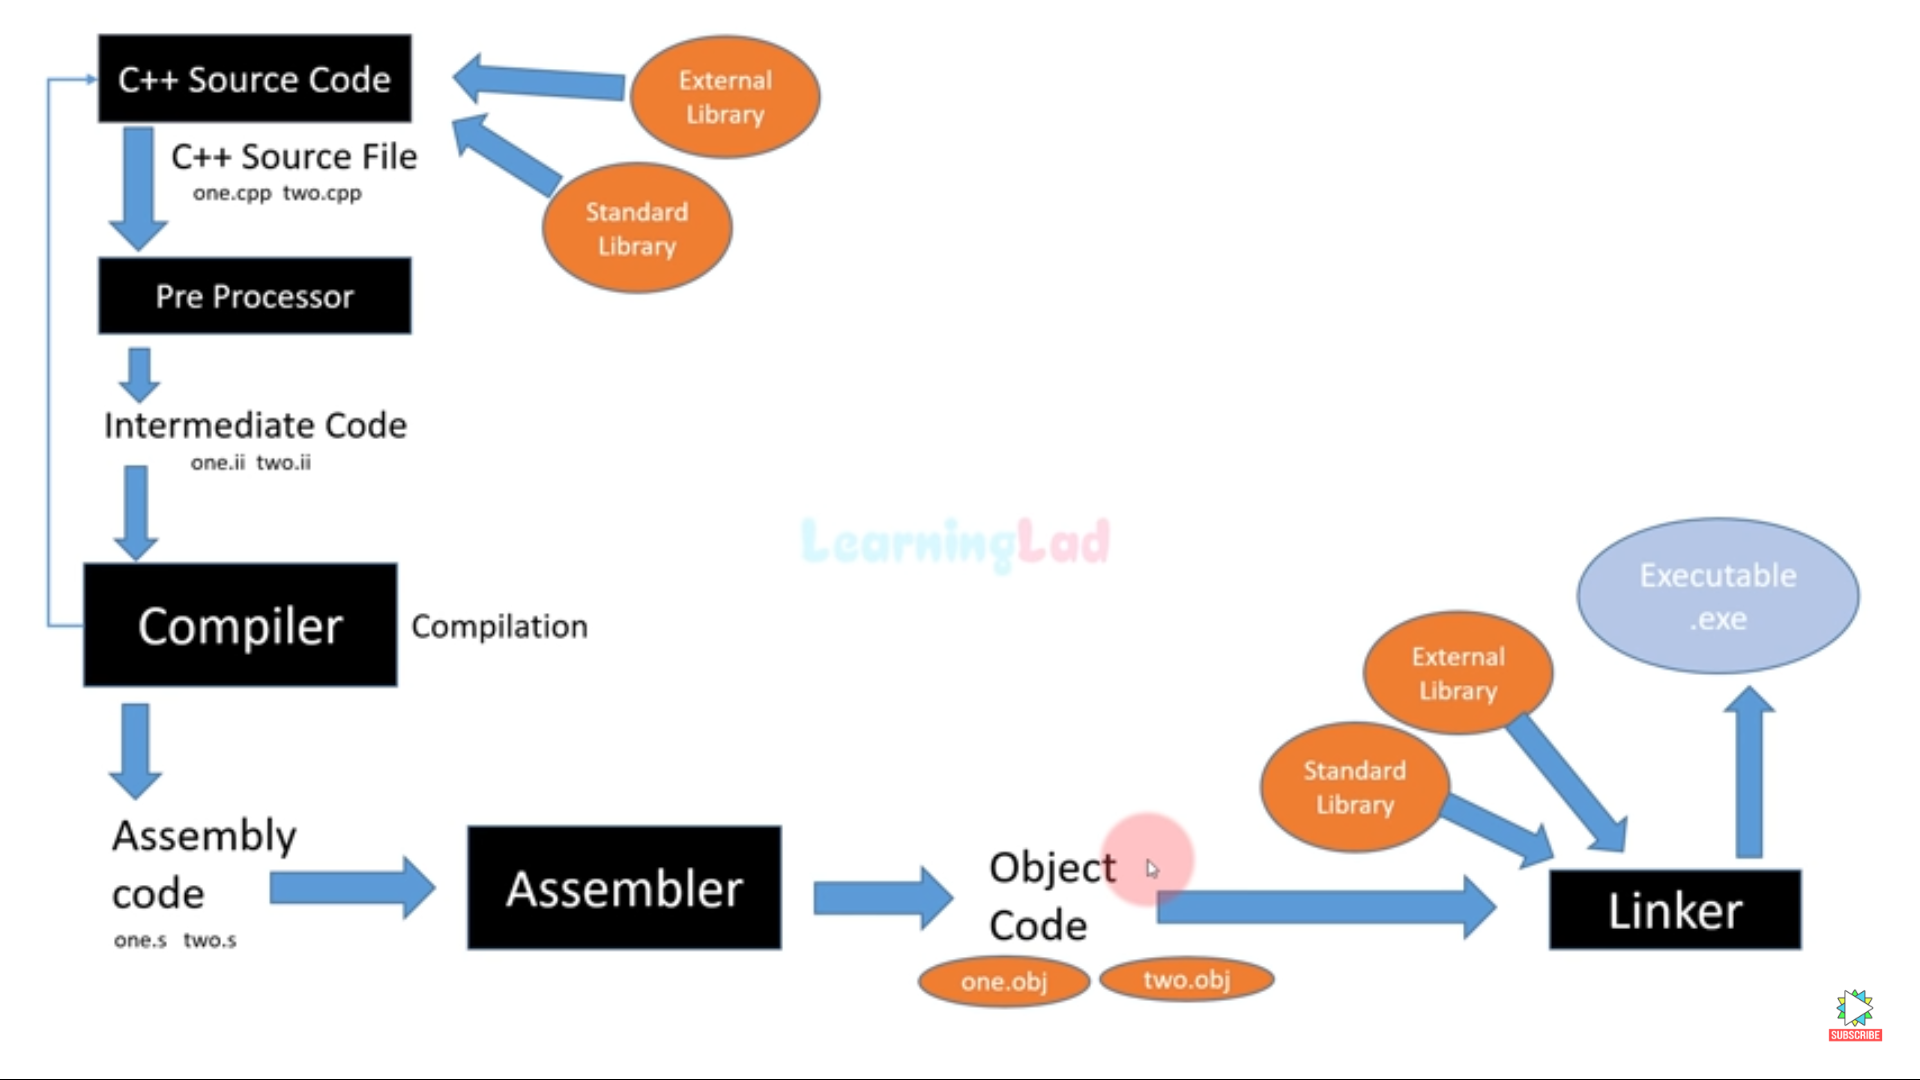 C++ Source Code
External
Library
C++ Source File
one.cpp two.cpp
Standard
Library
Pre Processor
Intermediate Code
one.ii two.ii
LearningLad
Compiler
Compilation
Executable
.exe
External
Library
Standard
Library
Assembly
code
one.s two.s
Assembler
Object
Code
one.obj
two.obj
Linker
SUBSCRIBE